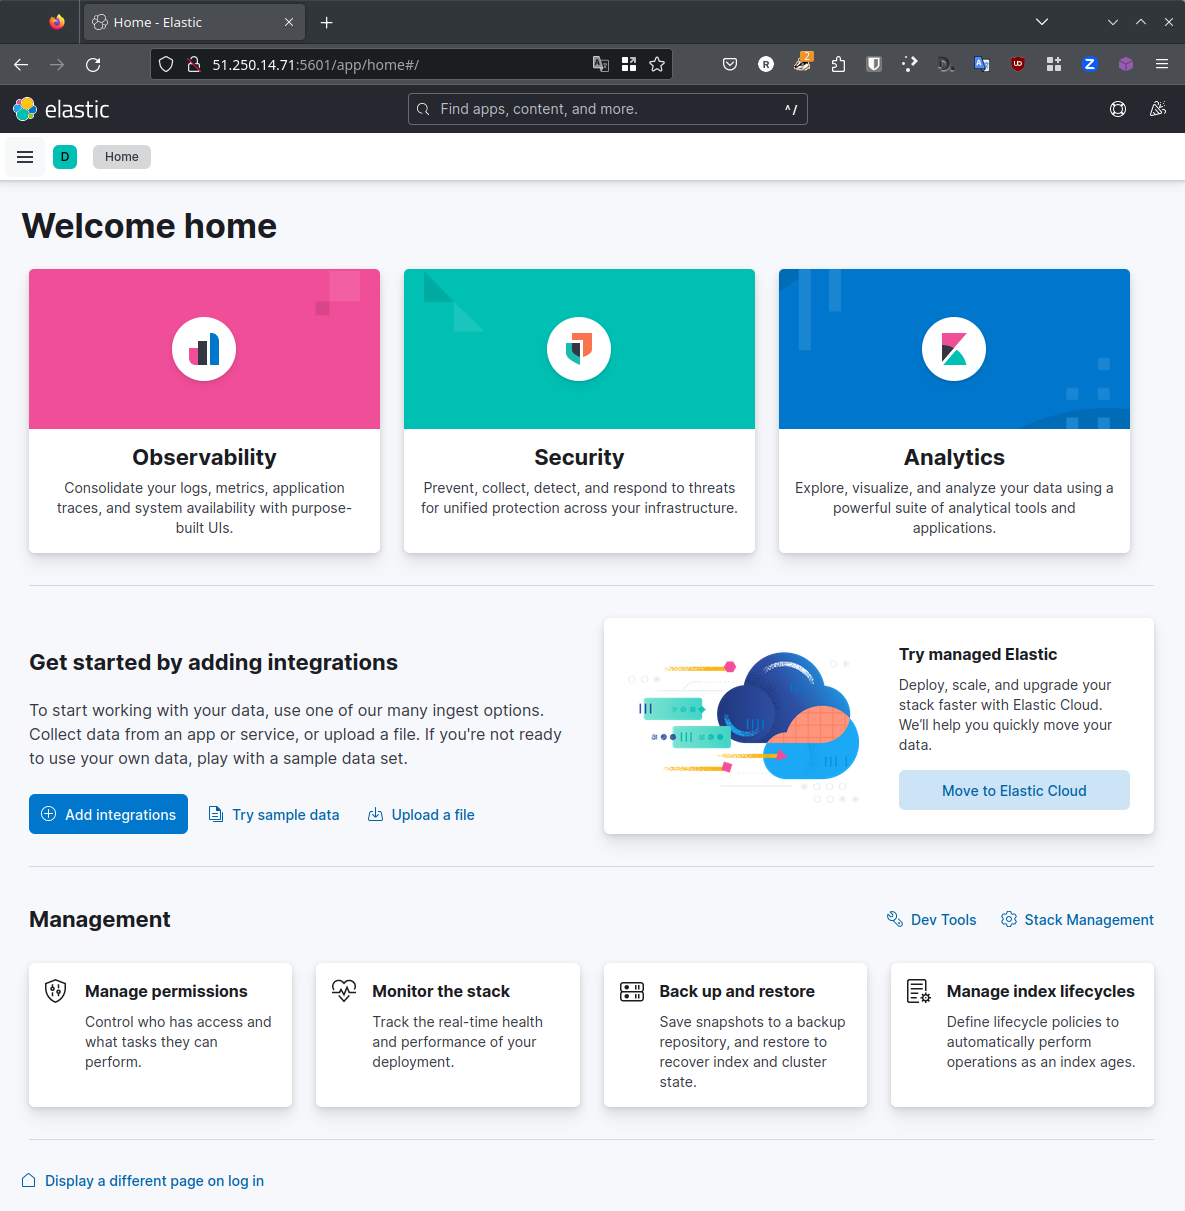 Home - Elastic
51.250.14.71:5601/app/home#/
2
elastic
Find apps, content, and more.
^/
D
Home
Welcome home
Observability
Consolidate your logs, metrics, application
traces, and system availability with purpose-
built UIs.
Security
Prevent, collect, detect, and respond to threats
for unified protection across your infrastructure.
Analytics
Explore, visualize, and analyze your data using a
powerful suite of analytical tools and
applications.
Get started by adding integrations
To start working with your data, use one of our many ingest options.
Collect data from an app or service, or upload a file. If you're not ready
to use your own data, play with a sample data set.
Add integrations
Try sample data
Upload a file
Try managed Elastic
Deploy, scale, and upgrade your
stack faster with Elastic Cloud.
We'll help you quickly move your
data.
Move to Elastic Cloud
Management
Dev Tools
Stack Management
Manage permissions
Control who has access and
what tasks they can
perform.
Monitor the stack
Track the real-time health
and performance of your
deployment.
Back up and restore
Save snapshots to a backup
repository, and restore to
recover index and cluster
state.
Manage index lifecycles
Define lifecycle policies to
automatically perform
operations as an index ages.
Display a different page on log in